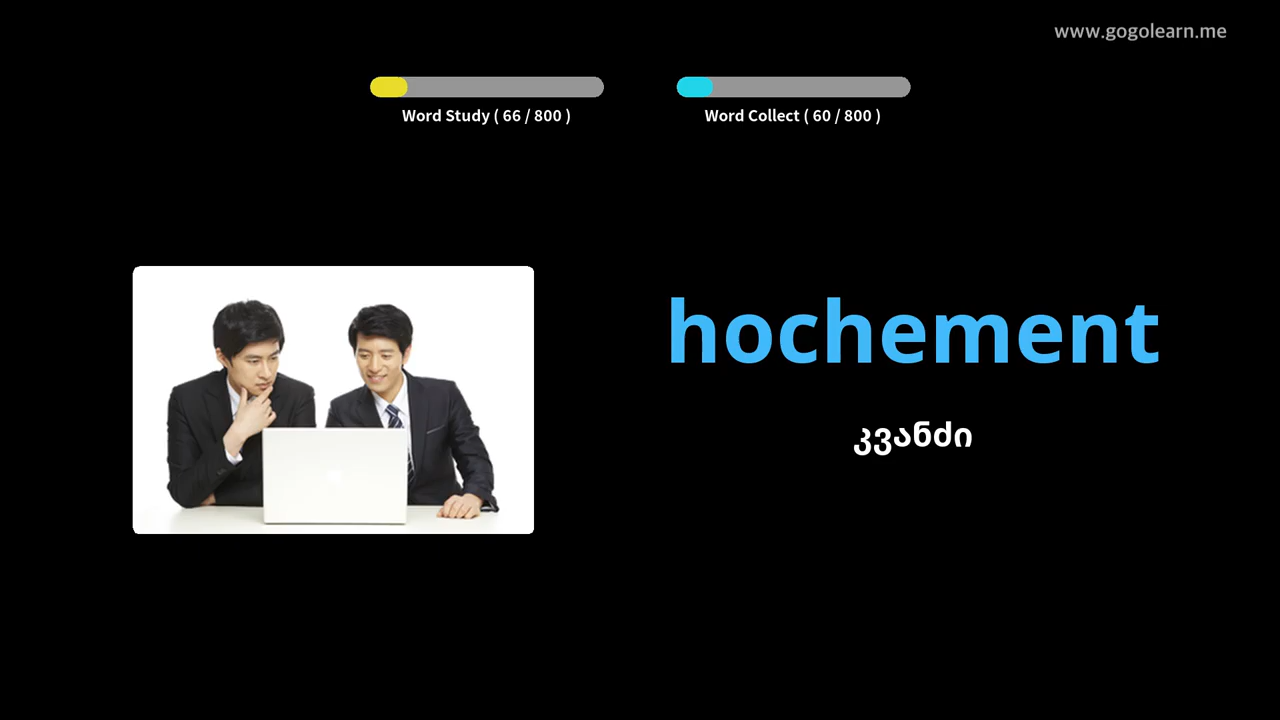 www.gogolearn.me
Word Study ( 66 / 800 )
Word Collect ( 60 / 800 )
hochement
კვანძი